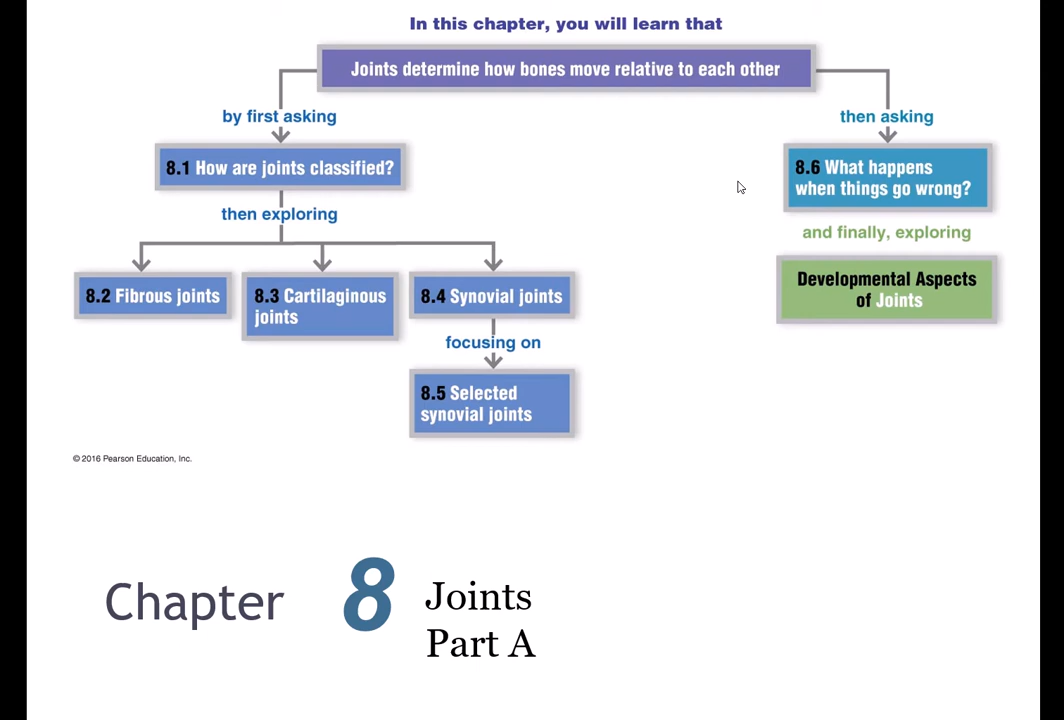 In this chapter, you will learn that
Joints determine how bones move relative to each other
by first asking
then asking
8.1 How are joints classified?
8.6 What happens
when things go wrong?
then exploring
and finally, exploring
8.2 Fibrous joints
8.3 Cartilaginous
joints
8.4 Synovial joints
Developmental Aspects
of Joints
focusing on
8.5 Selected
synovial joints
© 2016 Pearson Education, Inc.
Chapter 8 Joints
Part A